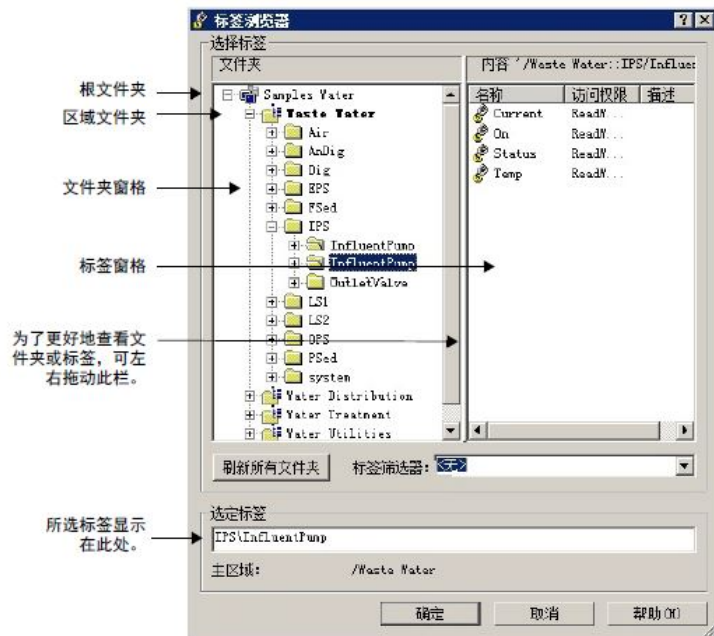 标签浏览器
选择标签
文件夹
内容 '/Waste Water::IPS/Influen
根文件夹
区域文件夹
文件夹窗格
标签窗格
为了更好地查看文
件夹或标签，可左
右拖动此栏。
所选标签显示
在此处。
Samples Water
Waste Water
Air
AnDig
Dig
EPS
FSed
IPS
InfluentPump
InfluentPump
OutletValve
LS1
LS2
OPS
PSed
system
Water Distribution
Water Treatment
Water Utilities
名称 访问权限 描述
Current ReadW...
On ReadW...
Status ReadW...
Temp ReadW...
刷新所有文件夹 标签筛选器： <无>
选定标签
IPS\InfluentPump
主区域： /Waste Water
确定 取消 帮助(H)